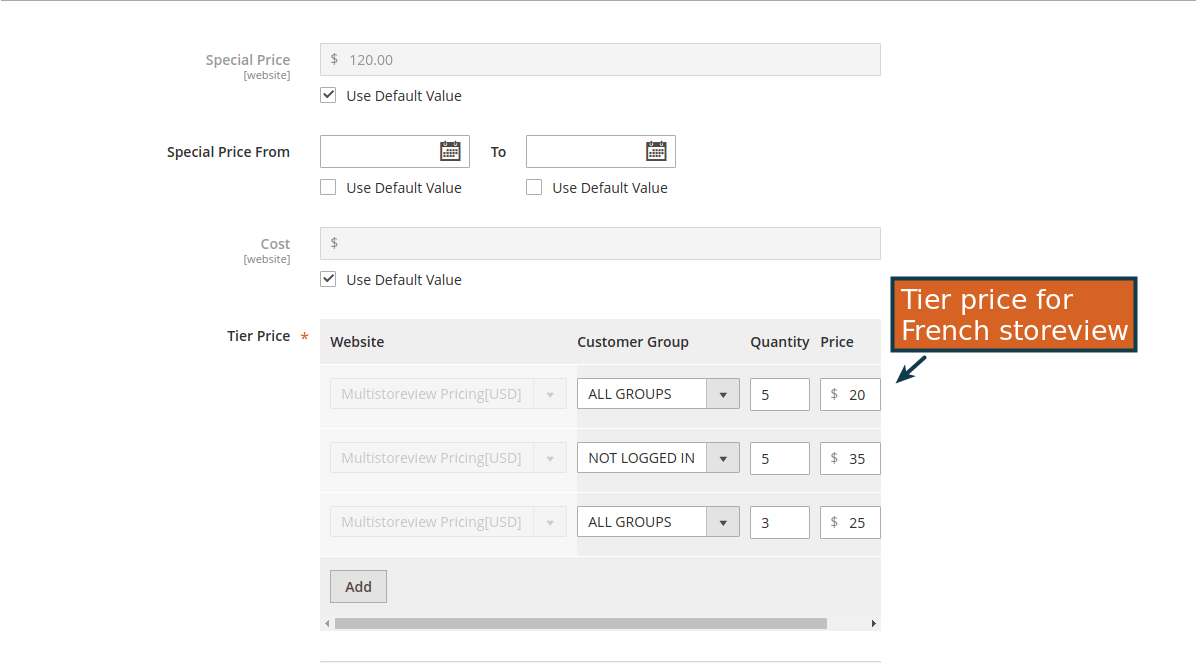 Special Price
[website]
$ 120.00
Use Default Value
Special Price From
To
Use Default Value
Use Default Value
Cost
[website]
$
Use Default Value
Tier price for
French storeview
Tier Price *
Website Customer Group Quantity Price
Multistoreview Pricing[USD] ALL GROUPS 5 $ 20
Multistoreview Pricing[USD] NOT LOGGED IN 5 $ 35
Multistoreview Pricing[USD] ALL GROUPS 3 $ 25
Add